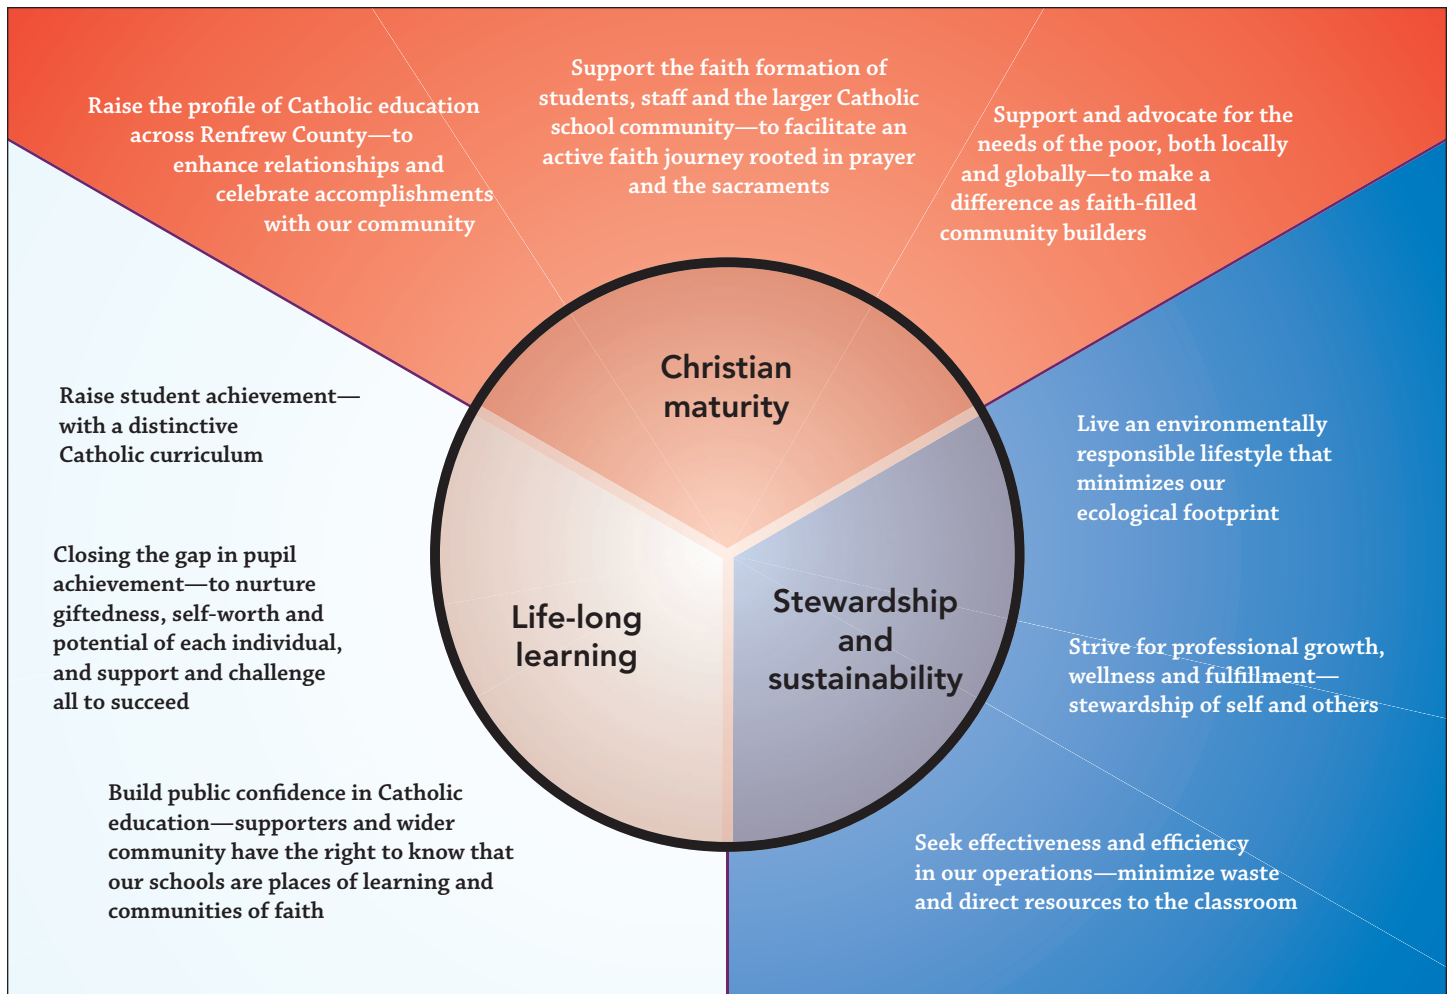 Raise the profile of Catholic education
across Renfrew County—to
enhance relationships and
celebrate accomplishments
with our community
Support the faith formation of
students, staff and the larger Catholic
school community—to facilitate an
active faith journey rooted in prayer
and the sacraments
Support and advocate for the
needs of the poor, both locally
and globally—to make a
difference as faith-filled
community builders
Christian
maturity
Raise student achievement—
with a distinctive
Catholic curriculum
Closing the gap in pupil
achievement—to nurture
giftedness, self-worth and
potential of each individual,
and support and challenge
all to succeed
Build public confidence in Catholic
education—supporters and wider
community have the right to know that
our schools are places of learning and
communities of faith
Life-long
learning
Stewardship
and
sustainability
Live an environmentally
responsible lifestyle that
minimizes our
ecological footprint
Strive for professional growth,
wellness and fulfillment—
stewardship of self and others
Seek effectiveness and efficiency
in our operations—minimize waste
and direct resources to the classroom